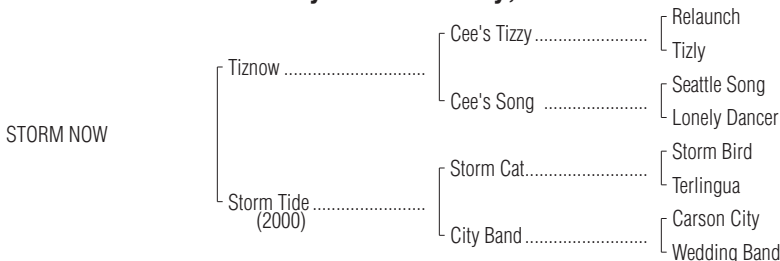 Relaunch
Cee's Tizzy..............................
Tizly
Tiznow ......................................
Seattle Song
Cee's Song ............................
Lonely Dancer
STORM NOW
Storm Bird
Storm Cat.................................
Terlingua
Storm Tide ..............................
(2000)
Carson City
City Band.................................
Wedding Band